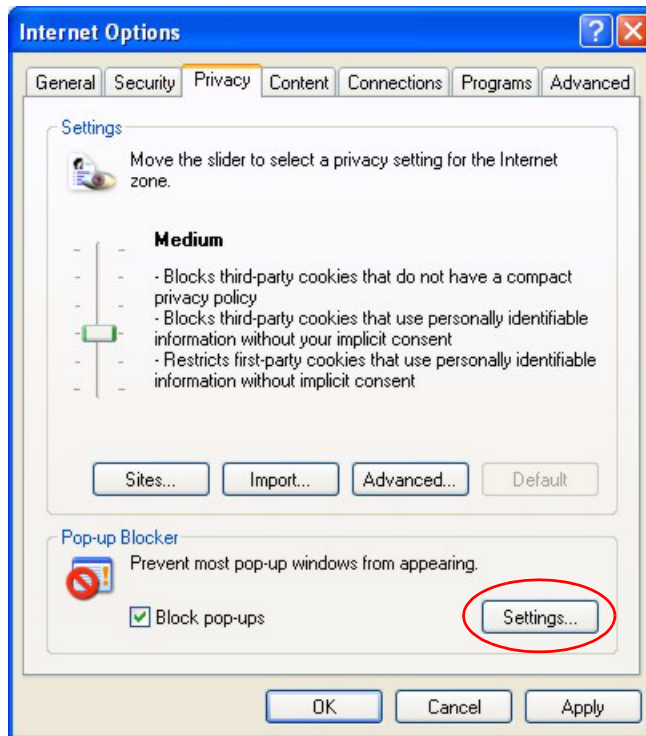 Internet Options
General Security Privacy Content Connections Programs Advanced
Settings
Move the slider to select a privacy setting for the Internet
zone.
Medium
- Blocks third-party cookies that do not have a compact
privacy policy
- Blocks third-party cookies that use personally identifiable
information without your implicit consent
- Restricts first-party cookies that use personally identifiable
information without implicit consent
Sites... Import... Advanced... Default
Pop-up Blocker
Prevent most pop-up windows from appearing.
Block pop-ups Settings...
OK Cancel Apply